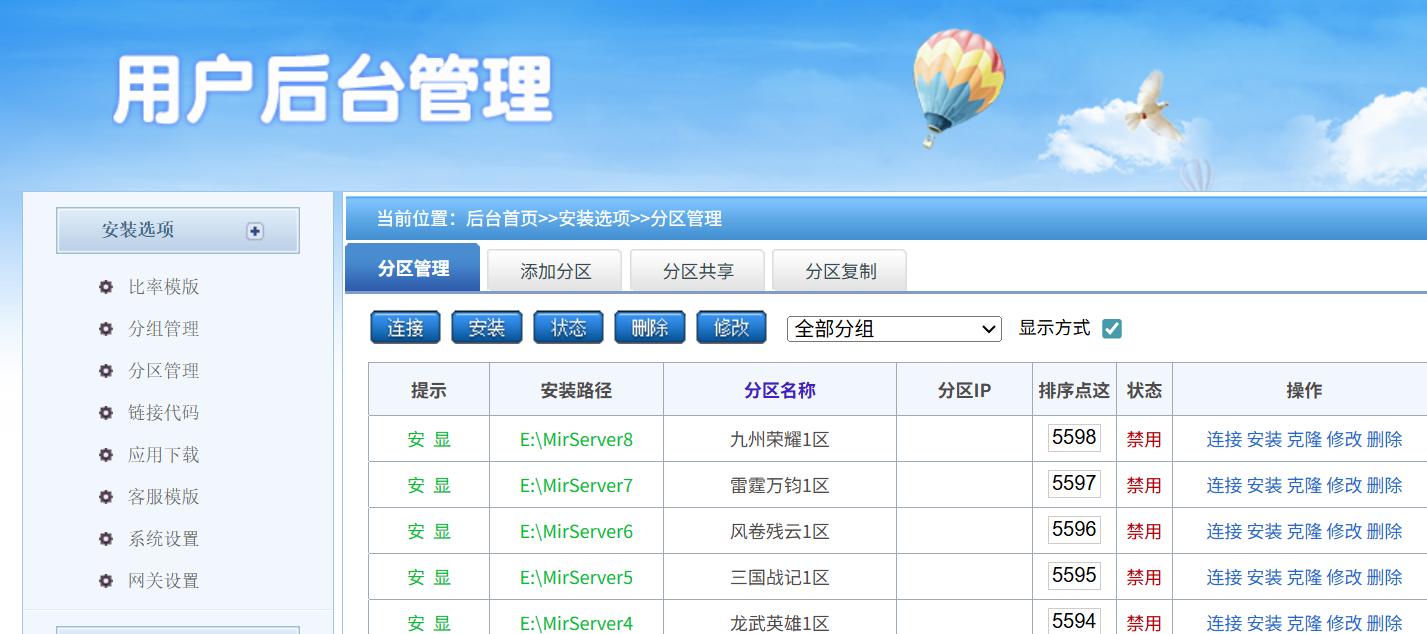 用户后台管理
安装选项
比率模版
分组管理
分区管理
链接代码
应用下载
客服模版
系统设置
网关设置
当前位置：后台首页>>安装选项>>分区管理
分区管理 添加分区 分区共享 分区复制
连接 安装 状态 删除 修改 全部分组 显示方式
提示 安装路径 分区名称 分区IP 排序点这 状态 操作
安 显 E:\MirServer8 九州荣耀1区 5598 禁用 连接 安装 克隆 修改 删除
安 显 E:\MirServer7 雷霆万钧1区 5597 禁用 连接 安装 克隆 修改 删除
安 显 E:\MirServer6 风卷残云1区 5596 禁用 连接 安装 克隆 修改 删除
安 显 E:\MirServer5 三国战记1区 5595 禁用 连接 安装 克隆 修改 删除
安 显 E:\MirServer4 龙武英雄1区 5594 禁用 连接 安装 克隆 修改 删除